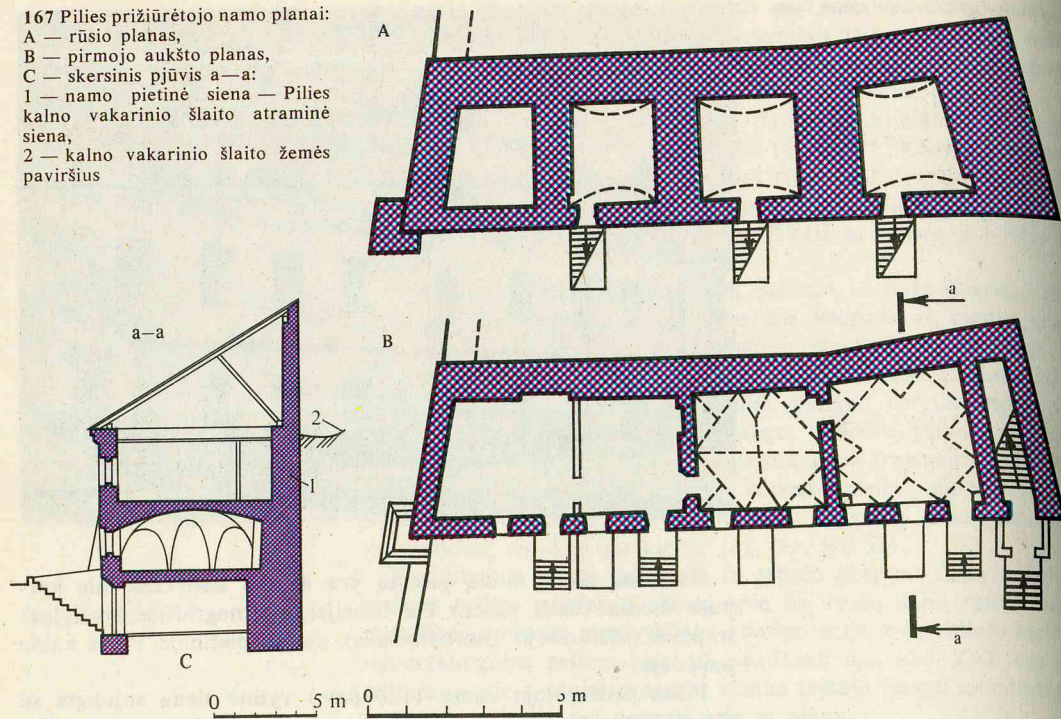 167 Pilies prižiūrėtojo namo planai:
A — rūsio planas,
B — pirmojo aukšto planas,
C — skersinis pjūvis a—a:
1 — namo pietinė siena — Pilies
kalno vakarinio šlaito atraminė
siena,
2 — kalno vakarinio šlaito žemės
paviršius
A
a
a–a
B
2
1
a
C
0 5 m
0 m